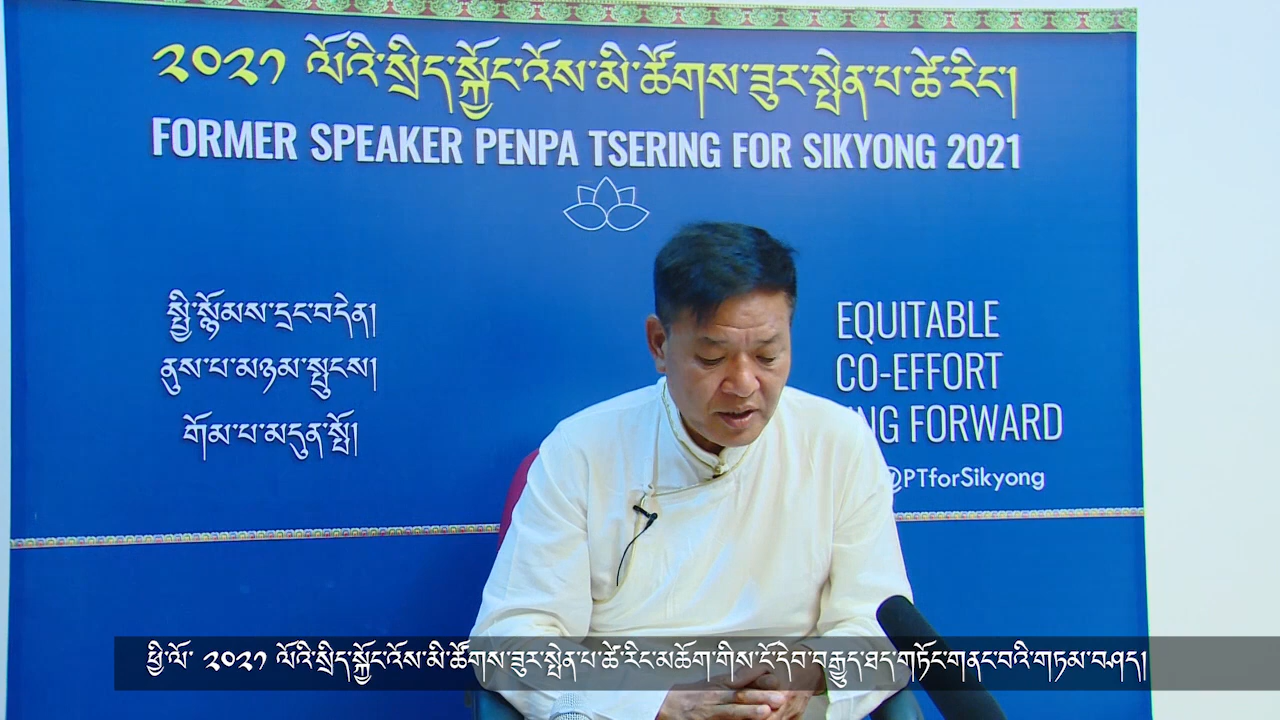 ༢༠༢༡ ལོའི་སྲིད་སྐྱོང་འོས་མི་ཚོགས་ཟུར་སྤེན་པ་ཚེ་རིང་།
FORMER SPEAKER PENPA TSERING FOR SIKYONG 2021
སྤྱི་སྙོམས་དྲང་བདེན།
ནུས་པ་མཉམ་སྤུངས།
གོམ་པ་མདུན་སྤོ།
EQUITABLE
CO-EFFORT
NG FORWARD
@PTforSikyong
ཕྱི་ལོ་ ༢༠༢༡ ལོའི་སྲིད་སྐྱོང་འོས་མི་ཚོགས་ཟུར་སྤེན་པ་ཚེ་རིང་མཆོག་གིས་ངོ་དེབ་བརྒྱུད་ཐད་གཏོང་གནང་བའི་གཏམ་བཤད།